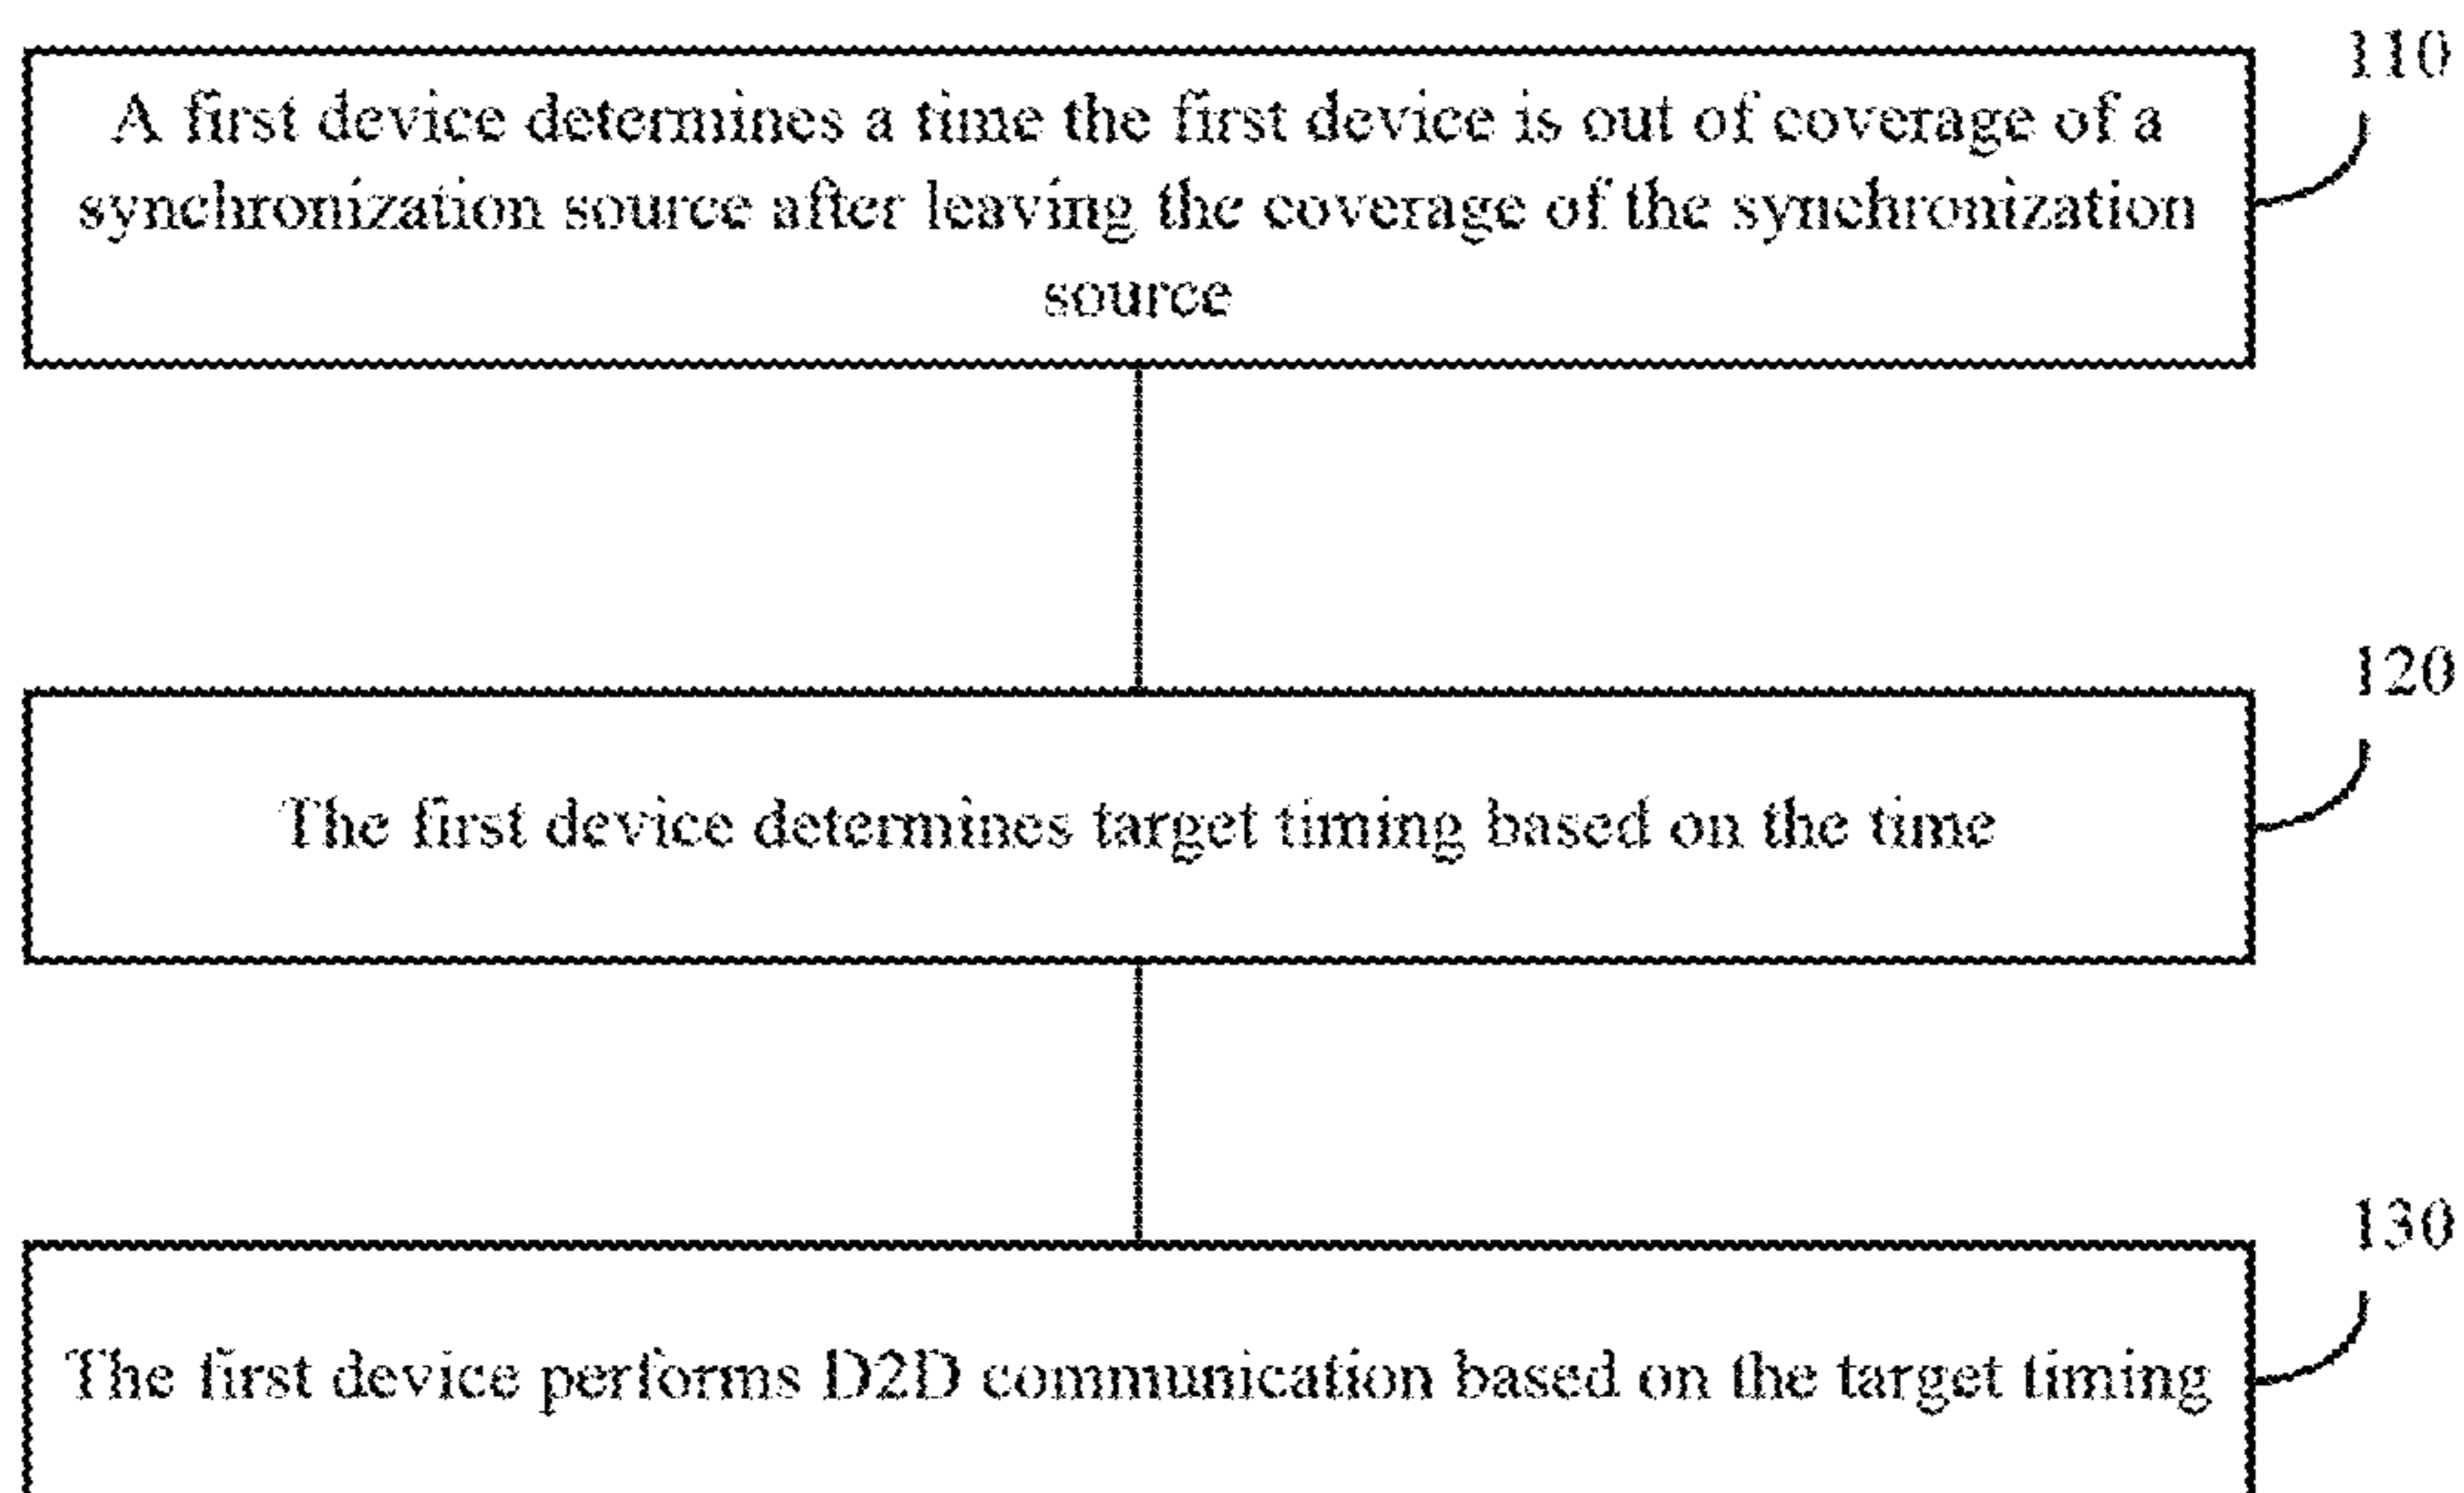 110
A first device determines a time the first device is out of coverage of a
synchronization source after leaving the coverage of the synchronization
source
120
The first device determines target timing based on the time
130
The first device performs D2D communication based on the target timing